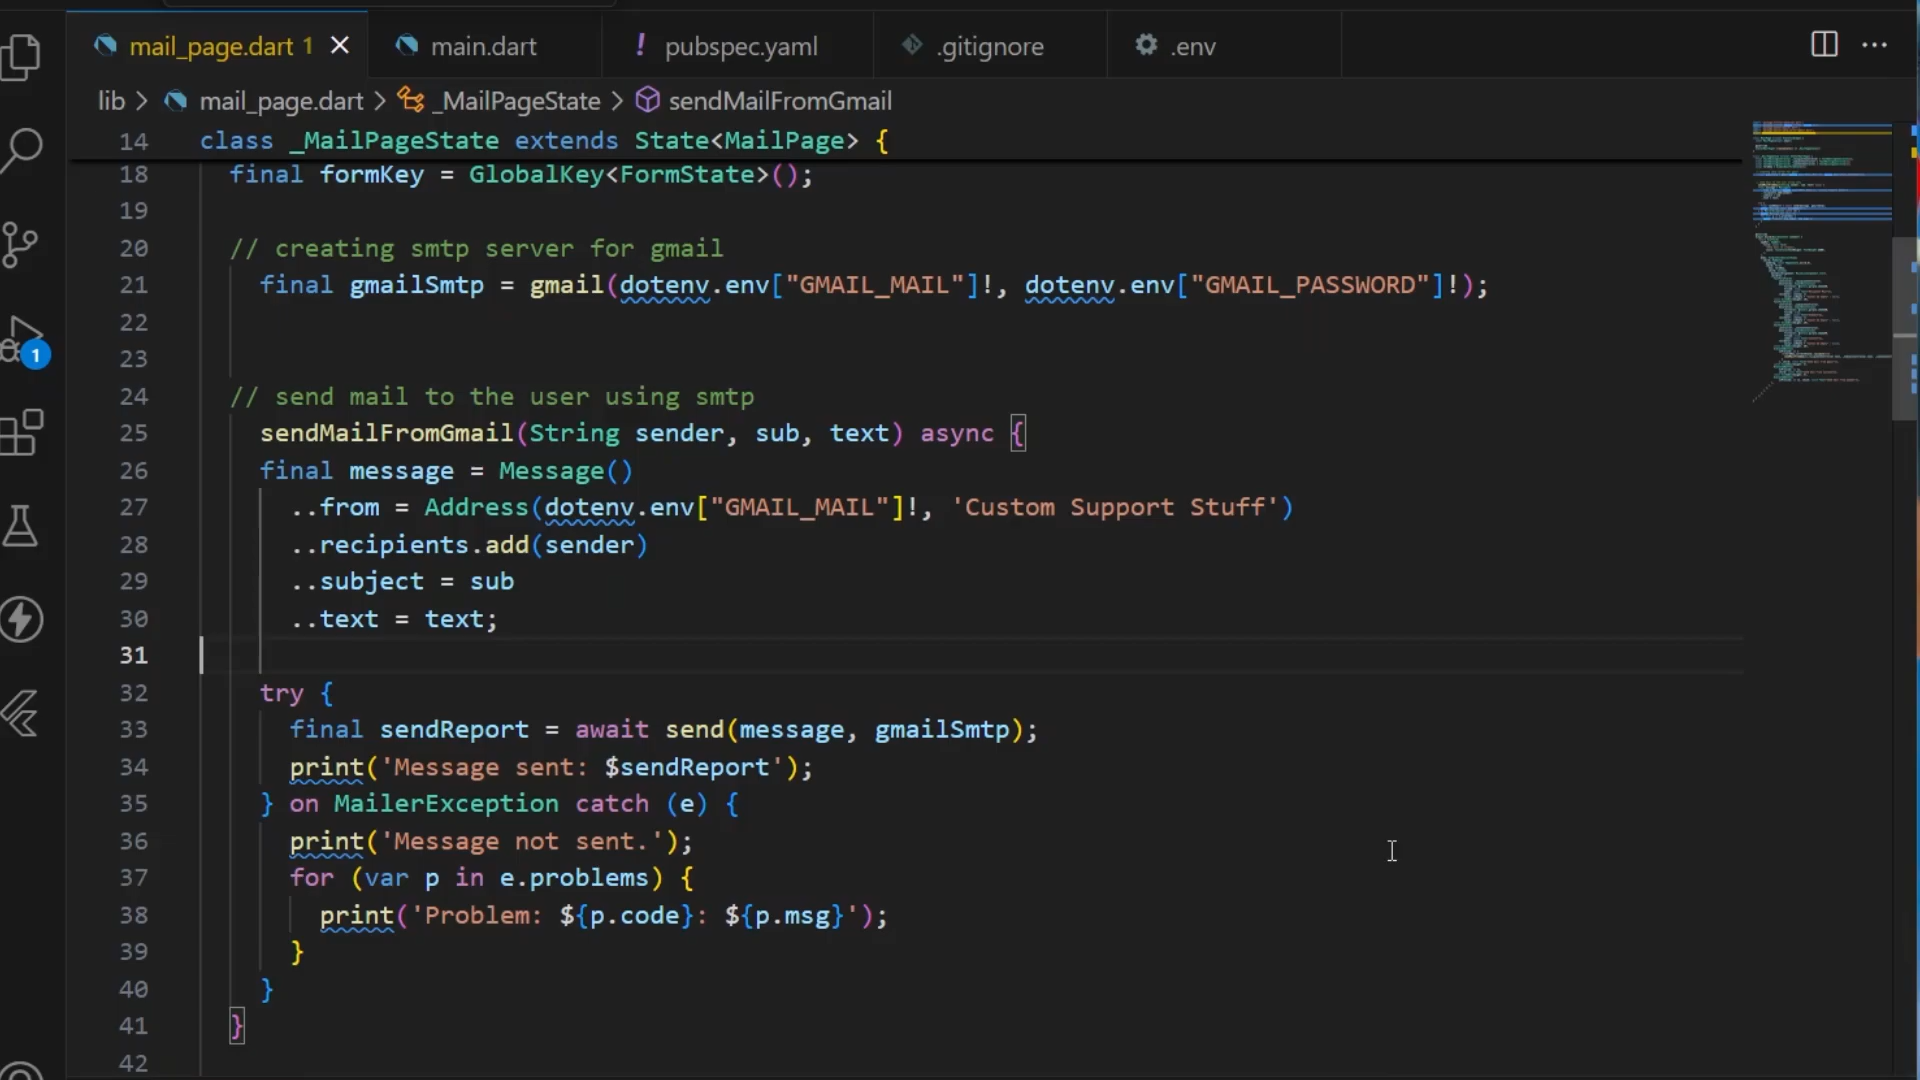 mail_page.dart 1
main.dart
! pubspec.yaml
.gitignore
.env
lib > mail_page.dart > _MailPageState > sendMailFromGmail
14 class _MailPageState extends State<MailPage> {
18 final formKey = GlobalKey<FormState>();
19
20 // creating smtp server for gmail
21 final gmailSmtp = gmail(dotenv.env["GMAIL_MAIL"]!, dotenv.env["GMAIL_PASSWORD"]!);
22
23
24 // send mail to the user using smtp
25 sendMailFromGmail(String sender, sub, text) async {
26 final message = Message()
27 ..from = Address(dotenv.env["GMAIL_MAIL"]!, 'Custom Support Stuff')
28 ..recipients.add(sender)
29 ..subject = sub
30 ..text = text;
31
32 try {
33 final sendReport = await send(message, gmailSmtp);
34 print('Message sent: $sendReport');
35 } on MailerException catch (e) {
36 print('Message not sent.');
37 for (var p in e.problems) {
38 print('Problem: ${p.code}: ${p.msg}');
39 }
40 }
41 }
42
1